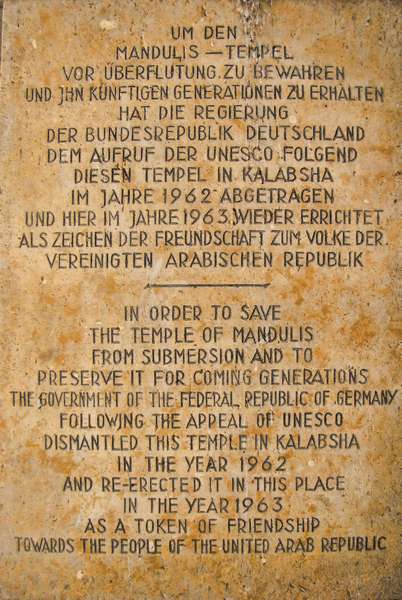 UM DEN
MANDULIS – TEMPEL
VOR ÜBERFLUTUNG ZU BEWAHREN
UND JHN KÜNFTIGEN GENERATIONEN ZU ERHALTEN
HAT DIE REGIERUNG
DER BUNDESREPUBLIK DEUTSCHLAND
DEM AUFRUF DER UNESCO FOLGEND
DIESEN TEMPEL IN KALABSHA
IM JAHRE 1962 ABGETRAGEN
UND HIER IM JAHRE 1963 WIEDER ERRICHTET
ALS ZEICHEN DER FREUNDSCHAFT ZUM VOLKE DER
VEREINIGTEN ARABISCHEN REPUBLIK
IN ORDER TO SAVE
THE TEMPLE OF MANDULIS
FROM SUBMERSION AND TO
PRESERVE IT FOR COMING GENERATIONS
THE GOVERNMENT OF THE FEDERAL REPUBLIC OF GERMANY
FOLLOWING THE APPEAL OF UNESCO
DISMANTLED THIS TEMPLE IN KALABSHA
IN THE YEAR 1962
AND RE-ERECTED IT IN THIS PLACE
IN THE YEAR 1963
AS A TOKEN OF FRIENDSHIP
TOWARDS THE PEOPLE OF THE UNITED ARAB REPUBLIC